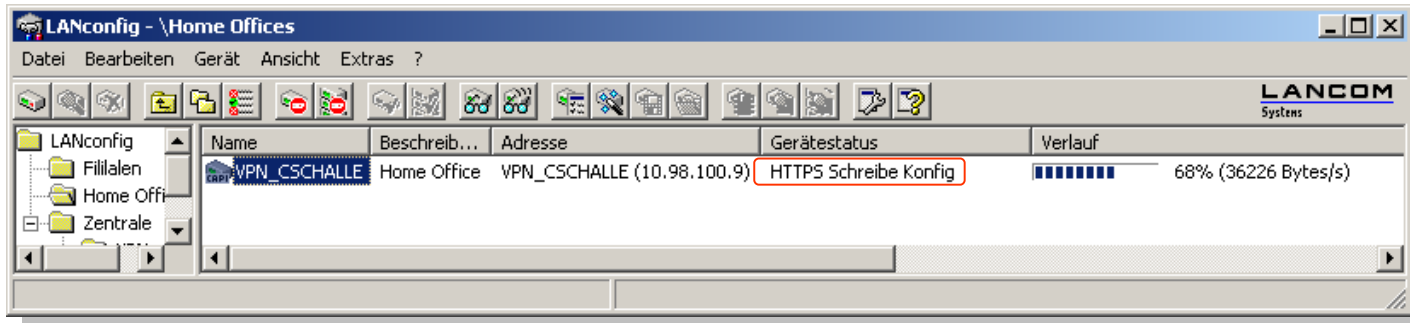 LANconfig - \Home Offices
Datei Bearbeiten Gerät Ansicht Extras ?
LANCOM
Systems
LANconfig
Name Beschreib... Adresse Gerätestatus Verlauf
Fililalen
VPN_CSCHALLE Home Office VPN_CSCHALLE (10.98.100.9) HTTPS Schreibe Konfig 68% (36226 Bytes/s)
Home Offi
Zentrale